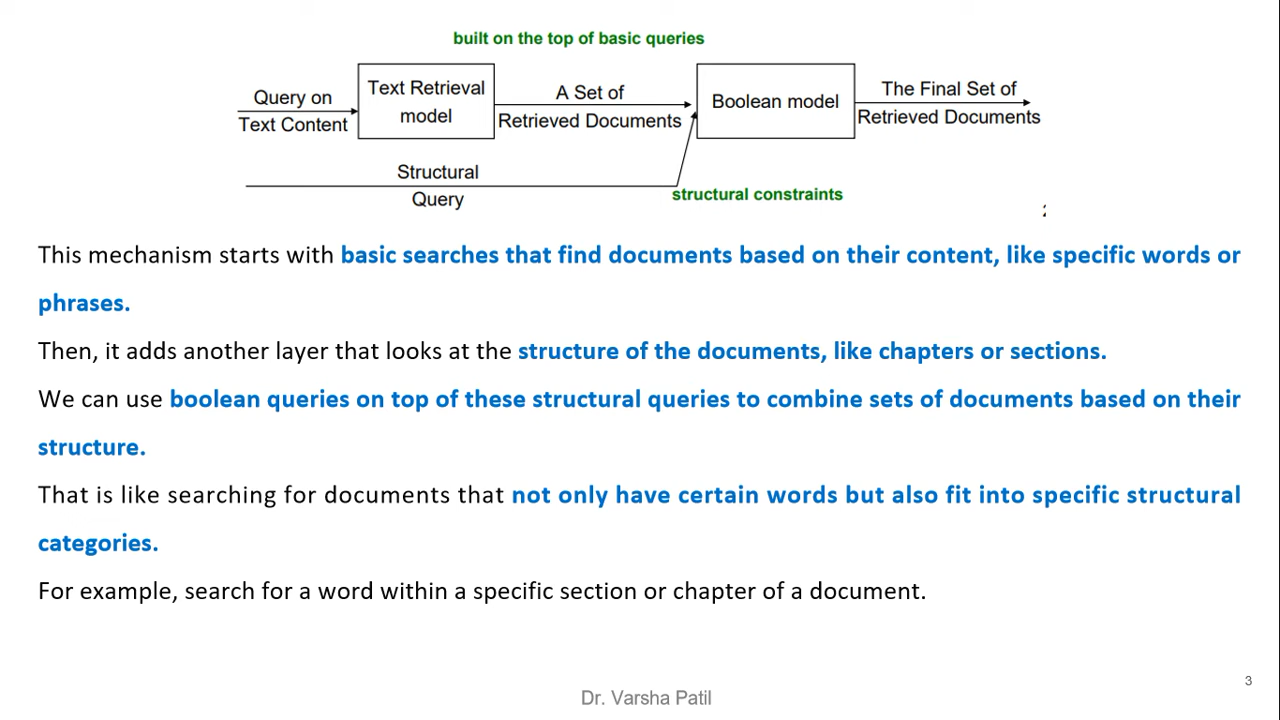 built on the top of basic queries
Query on
Text Content
Text Retrieval
model
A Set of
Retrieved Documents
Boolean model
The Final Set of
Retrieved Documents
Structural
Query
structural constraints
This mechanism starts with basic searches that find documents based on their content, like specific words or
phrases.
Then, it adds another layer that looks at the structure of the documents, like chapters or sections.
We can use boolean queries on top of these structural queries to combine sets of documents based on their
structure.
That is like searching for documents that not only have certain words but also fit into specific structural
categories.
For example, search for a word within a specific section or chapter of a document.
3
Dr. Varsha Patil